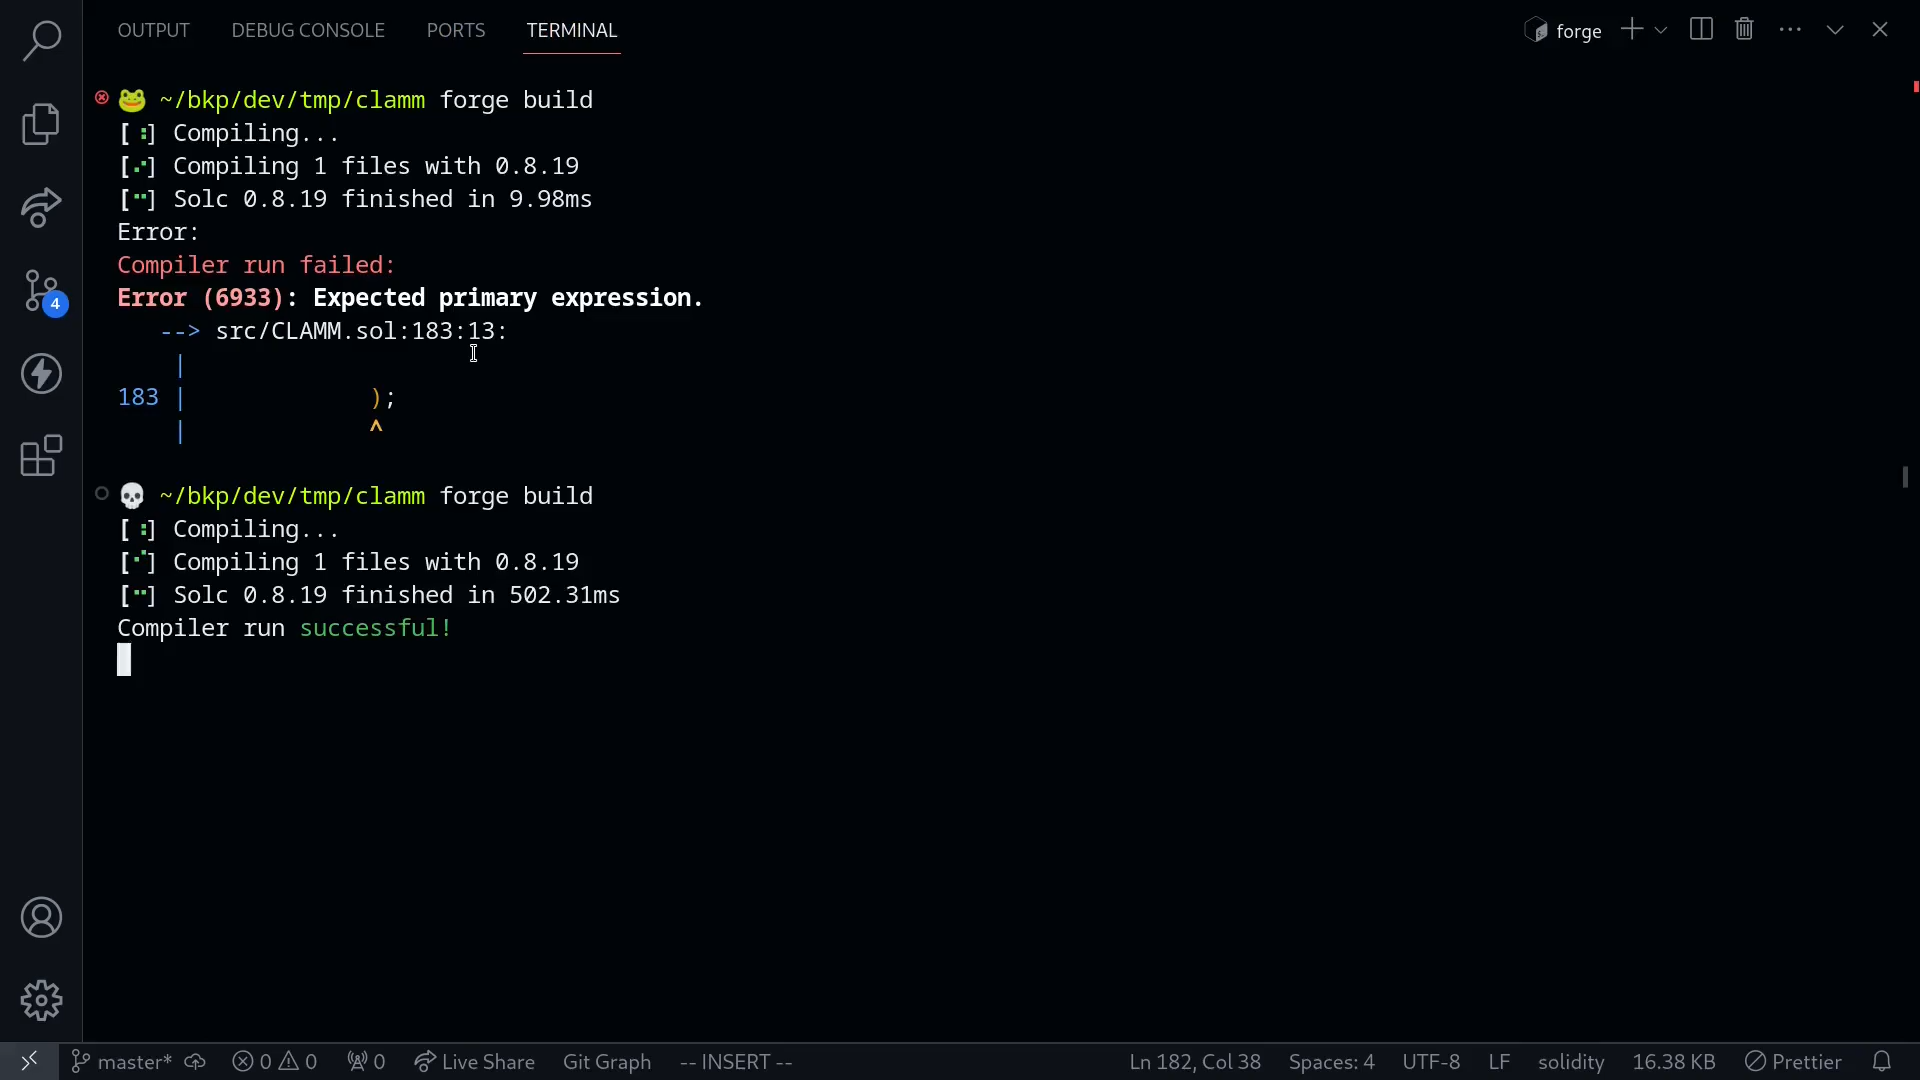 OUTPUT DEBUG CONSOLE PORTS TERMINAL forge
~/bkp/dev/tmp/clamm forge build
[⠰] Compiling...
[⠔] Compiling 1 files with 0.8.19
[⠒] Solc 0.8.19 finished in 9.98ms
Error:
Compiler run failed:
Error (6933): Expected primary expression.
--> src/CLAMM.sol:183:13:
|
183 | );
| ^
4
~/bkp/dev/tmp/clamm forge build
[⠰] Compiling...
[⠊] Compiling 1 files with 0.8.19
[⠒] Solc 0.8.19 finished in 502.31ms
Compiler run successful!
master* 0 0 0 Live Share Git Graph -- INSERT -- Ln 182, Col 38 Spaces: 4 UTF-8 LF solidity 16.38 KB Prettier